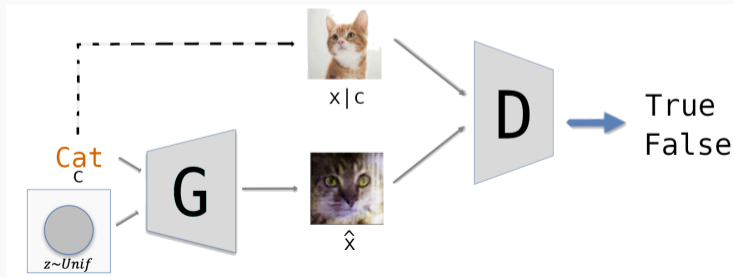 x|c
Cat
c
z~Unif
G
x̂
D
True
False